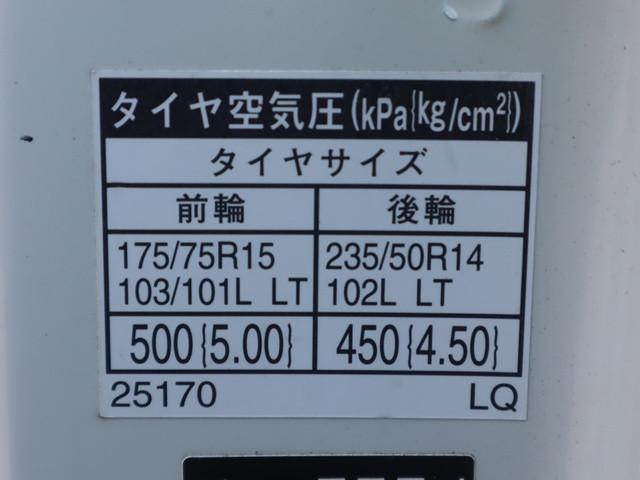 タイヤ空気圧(kPa{kg/cm²})
タイヤサイズ
前輪 後輪
175/75R15 235/50R14
103/101L LT 102L LT
500{5.00} 450{4.50}
25170 LQ